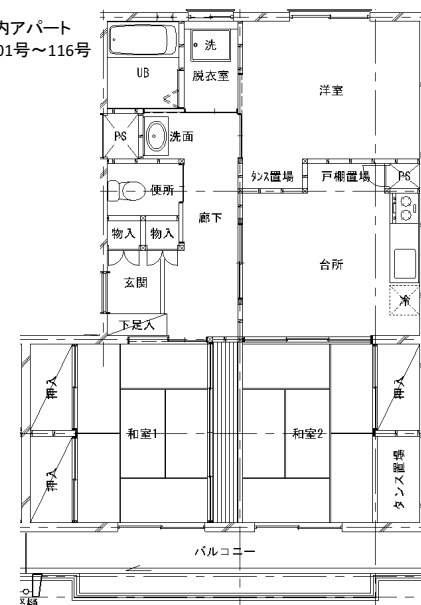 内アパート
01号～116号
洗
UB
脱衣室
洋室
PS
洗面
便所
タンス置場
戸棚置場
PS
物入
物入
廊下
台所
玄関
冷
下足入
押入
和室1
和室2
押入
押入
タンス置場
バルコニー